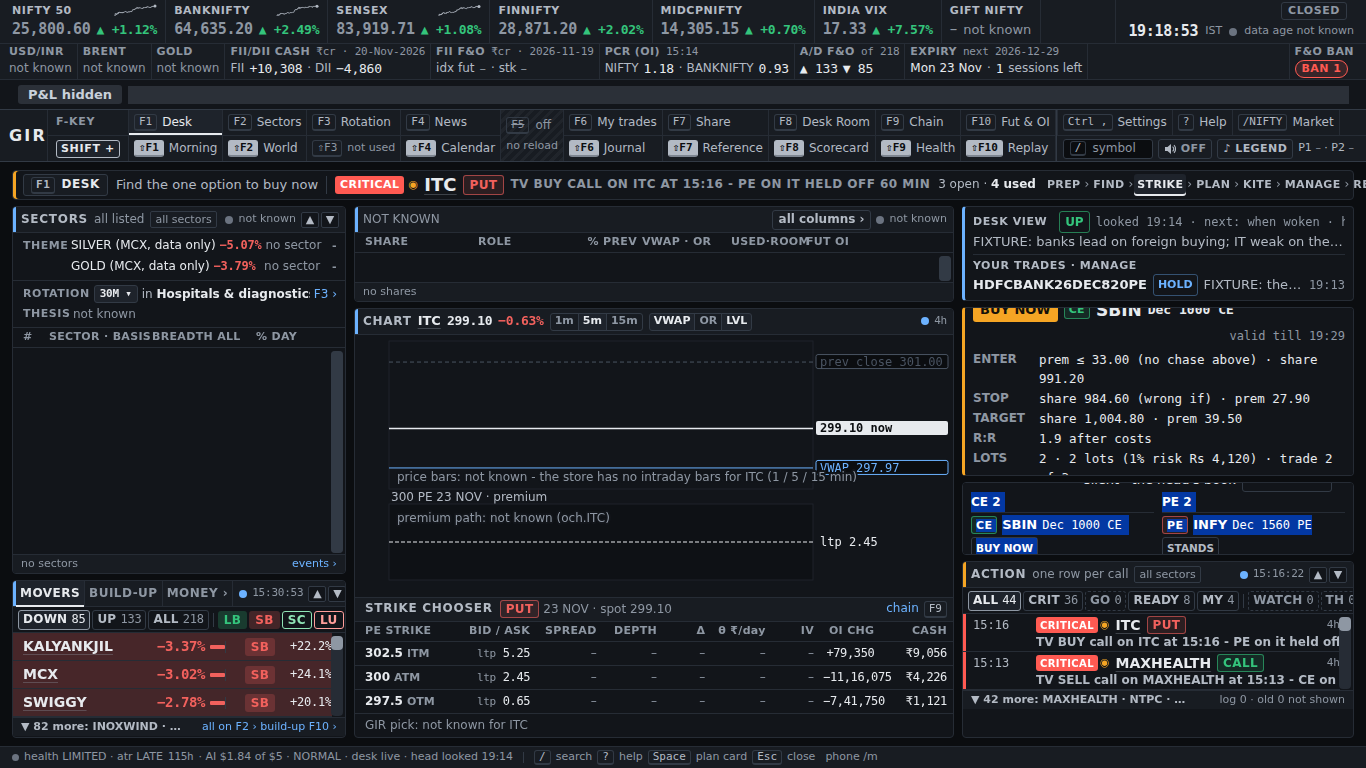 NIFTY 50
25,800.60 ▲ +1.12%
BANKNIFTY
64,635.20 ▲ +2.49%
SENSEX
83,919.71 ▲ +1.08%
FINNIFTY
28,871.20 ▲ +2.02%
MIDCPNIFTY
14,305.15 ▲ +0.70%
INDIA VIX
17.33 ▲ +7.57%
GIFT NIFTY
– not known
CLOSED
19:18:53 IST data age not known
USD/INR
not known
BRENT
not known
GOLD
not known
FII/DII CASH ₹cr · 20-Nov-2026
FII +10,308 · DII −4,860
FII F&O ₹cr · 2026-11-19
idx fut – · stk –
PCR (OI) 15:14
NIFTY 1.18 · BANKNIFTY 0.93
A/D F&O of 218
▲ 133 ▼ 85
EXPIRY next 2026-12-29
Mon 23 Nov · 1 sessions left
F&O BAN
BAN 1
P&L hidden
GIR
F-KEY
F1 Desk
F2 Sectors
F3 Rotation
F4 News
F5 off
F6 My trades
F7 Share
F8 Desk Room
F9 Chain
F10 Fut & OI
Ctrl , Settings
? Help
/NIFTY Market
SHIFT +
⇧F1 Morning
⇧F2 World
⇧F3 not used
⇧F4 Calendar
no reload
⇧F6 Journal
⇧F7 Reference
⇧F8 Scorecard
⇧F9 Health
⇧F10 Replay
/ symbol
OFF
♪ LEGEND
P1 – · P2 –
F1 DESK Find the one option to buy now
CRITICAL ITC PUT TV BUY CALL ON ITC AT 15:16 - PE ON IT HELD OFF 60 MIN 3 open · 4 used
PREP › FIND › STRIKE › PLAN › KITE › MANAGE › RE
SECTORS all listed all sectors not known ▲ ▼
THEME SILVER (MCX, data only) −5.07% no sector -
GOLD (MCX, data only) −3.79% no sector -
ROTATION 30M ▾ in Hospitals & diagnostic F3 ›
THESIS not known
# SECTOR · BASIS BREADTH ALL % DAY
no sectors events ›
MOVERS BUILD-UP MONEY › 15:30:53 ▲ ▼
DOWN 85 UP 133 ALL 218 LB SB SC LU
KALYANKJIL −3.37% SB +22.2%
MCX −3.02% SB +24.1%
SWIGGY −2.78% SB +20.1%
▼ 82 more: INOXWIND · … all on F2 › build-up F10 ›
NOT KNOWN all columns › not known
SHARE ROLE % PREV VWAP · OR USED·ROOM FUT OI
no shares
CHART ITC 299.10 −0.63% 1m 5m 15m VWAP OR LVL 4h
prev close 301.00
299.10 now
VWAP 297.97
price bars: not known - the store has no intraday bars for ITC (1 / 5 / 15 min)
300 PE 23 NOV · premium
premium path: not known (och.ITC)
ltp 2.45
STRIKE CHOOSER PUT 23 NOV · spot 299.10 chain F9
PE STRIKE BID / ASK SPREAD DEPTH Δ θ ₹/day IV OI CHG CASH
302.5 ITM ltp 5.25 – – – – – +79,350 ₹9,056
300 ATM ltp 2.45 – – – – – −11,16,075 ₹4,226
297.5 OTM ltp 0.65 – – – – – −7,41,750 ₹1,121
GIR pick: not known for ITC
DESK VIEW UP looked 19:14 · next: when woken ·
FIXTURE: banks lead on foreign buying; IT weak on the…
YOUR TRADES · MANAGE
HDFCBANK26DEC820PE HOLD FIXTURE: the… 19:13
BUY NOW CE SBIN Dec 1000 CE
valid till 19:29
ENTER prem ≤ 33.00 (no chase above) · share
991.20
STOP share 984.60 (wrong if) · prem 27.90
TARGET share 1,004.80 · prem 39.50
R:R 1.9 after costs
LOTS 2 · 2 lots (1% risk Rs 4,120) · trade 2
CE 2
PE 2
CE SBIN Dec 1000 CE
BUY NOW
PE INFY Dec 1560 PE
STANDS
ACTION one row per call all sectors 15:16:22 ▲ ▼
ALL 44 CRIT 36 GO 0 READY 8 MY 4 WATCH 0 TH 0
15:16 CRITICAL ITC PUT 4h
TV BUY call on ITC at 15:16 - PE on it held off
15:13 CRITICAL MAXHEALTH CALL 4h
TV SELL call on MAXHEALTH at 15:13 - CE on
▼ 42 more: MAXHEALTH · NTPC · … log 0 · old 0 not shown
health LIMITED · atr LATE 115h · AI $1.84 of $5 · NORMAL · desk live · head looked 19:14 / search ? help Space plan card Esc close phone /m